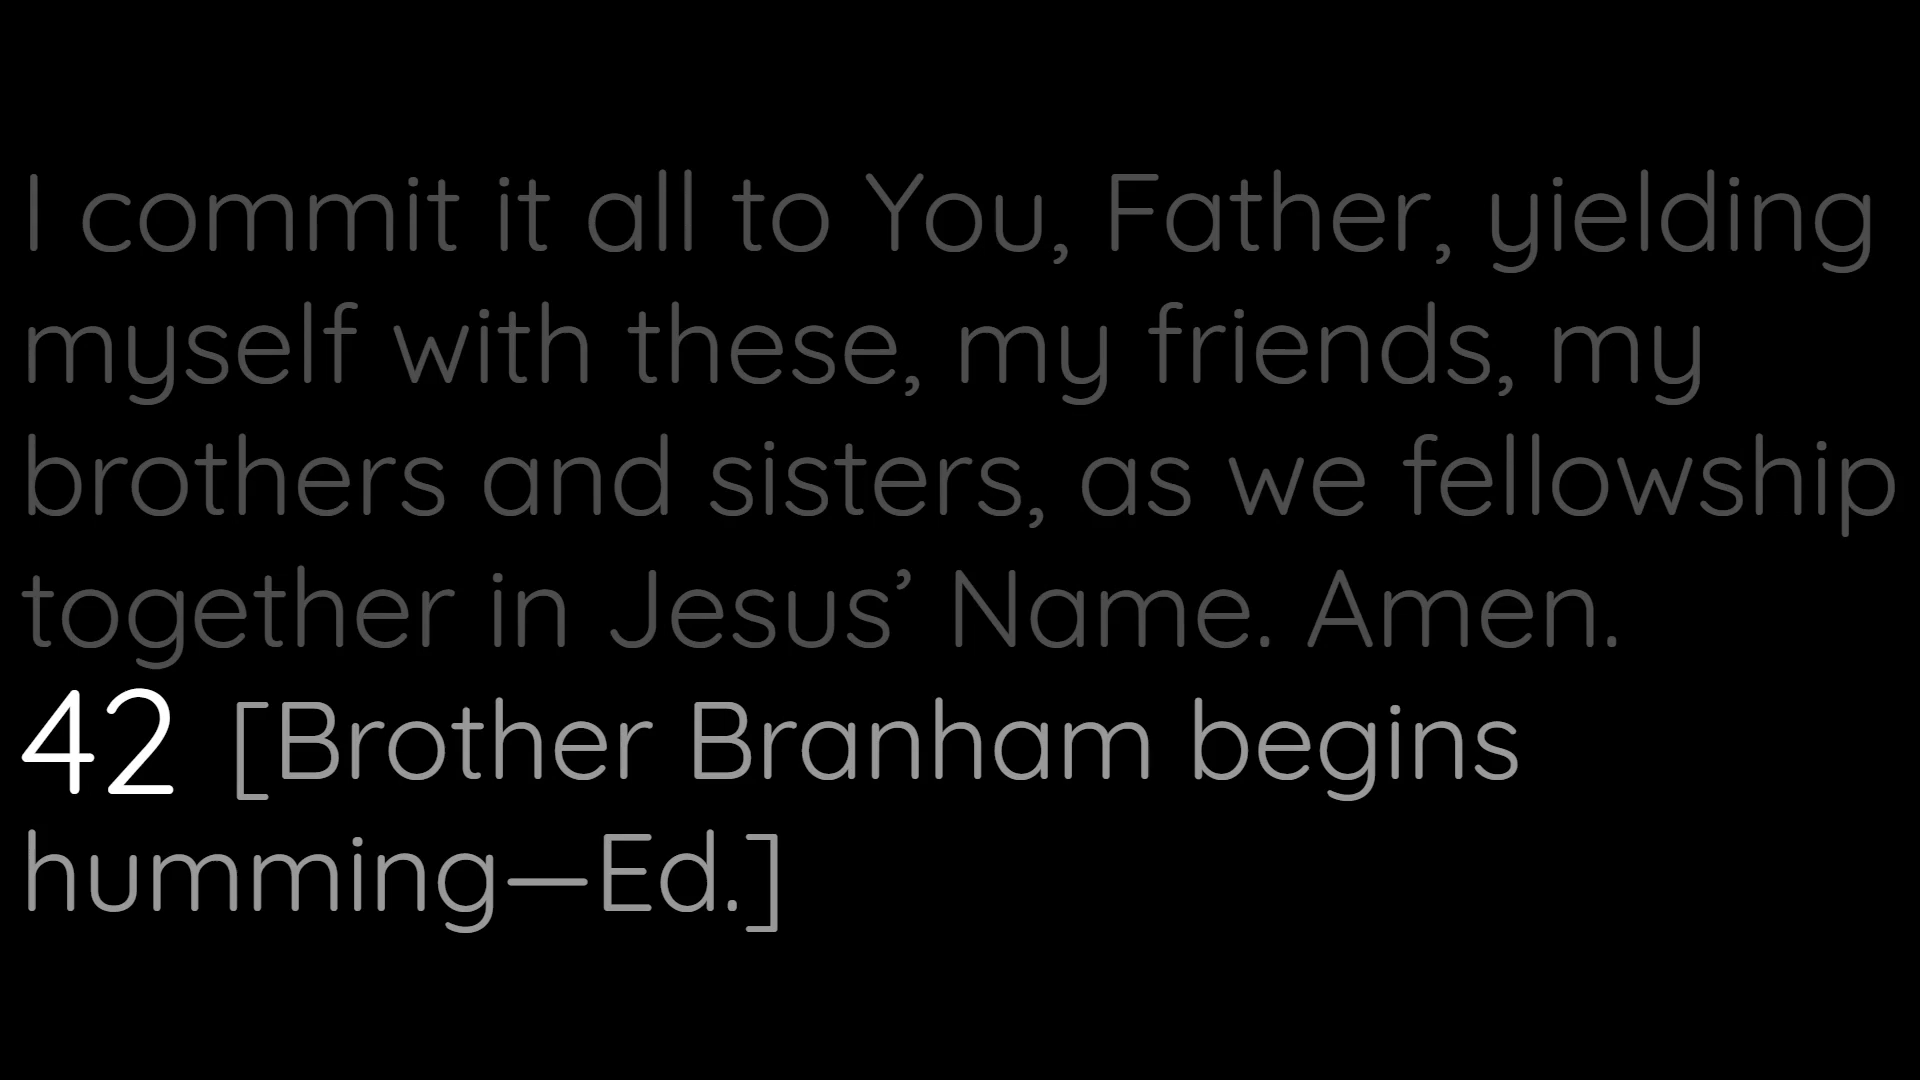 I commit it all to You, Father, yielding
myself with these, my friends, my
brothers and sisters, as we fellowship
together in Jesus’ Name. Amen.
42 [Brother Branham begins
humming—Ed.]